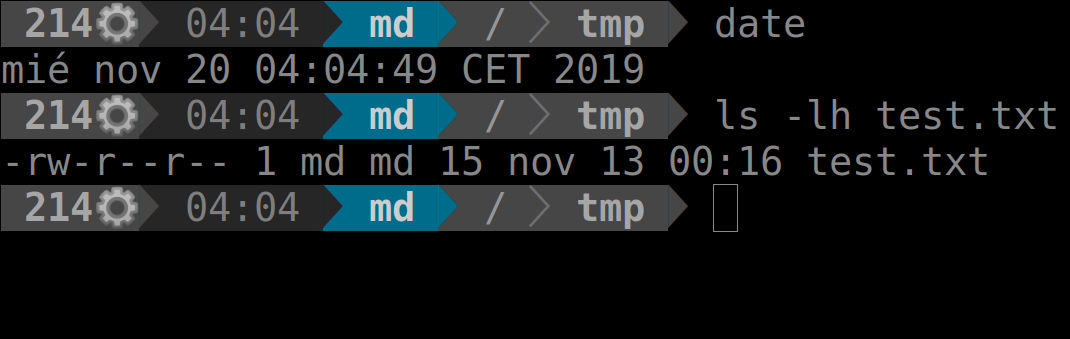 214 04:04 md / tmp date
mié nov 20 04:04:49 CET 2019
214 04:04 md / tmp ls -lh test.txt
-rw-r--r-- 1 md md 15 nov 13 00:16 test.txt
214 04:04 md / tmp